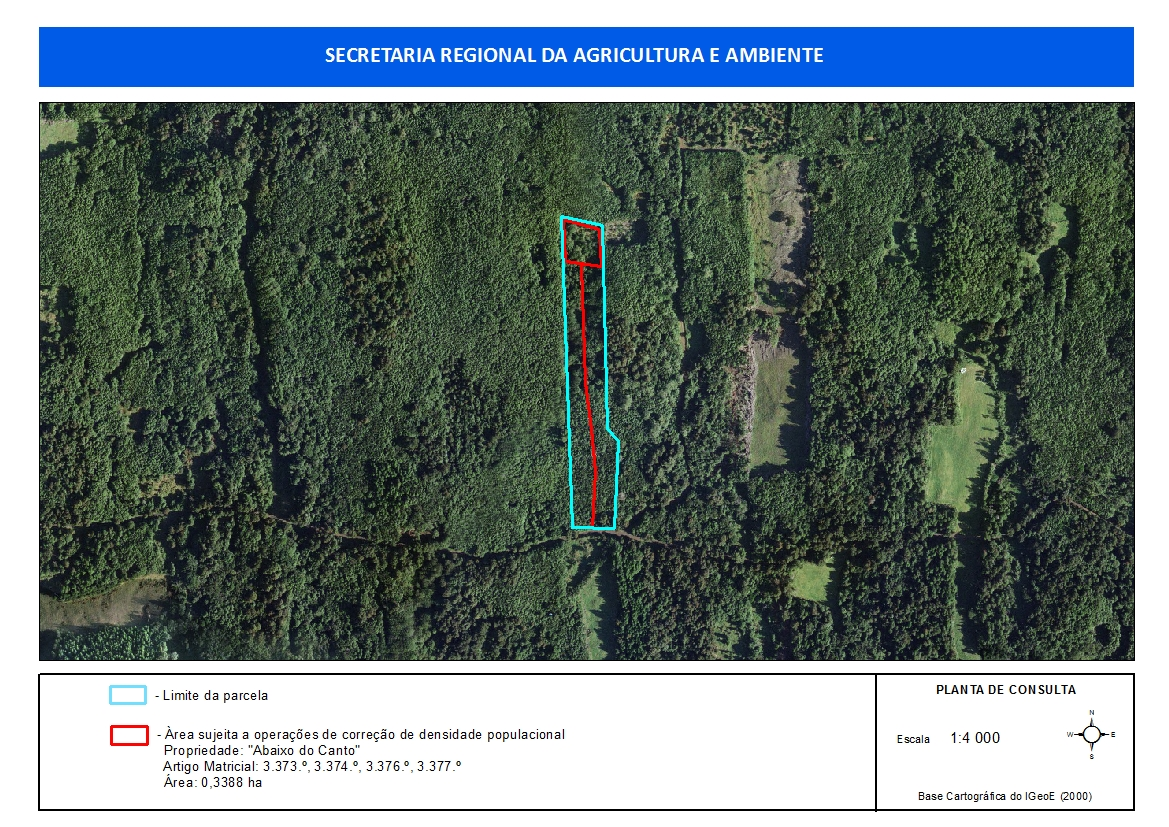 SECRETARIA REGIONAL DA AGRICULTURA E AMBIENTE
- Limite da parcela
- Àrea sujeita a operações de correção de densidade populacional
Propriedade: "Abaixo do Canto"
Artigo Matricial: 3.373.º, 3.374.º, 3.376.º, 3.377.º
Área: 0,3388 ha
PLANTA DE CONSULTA
Escala 1:4 000
N
W E
S
Base Cartográfica do IGeoE (2000)